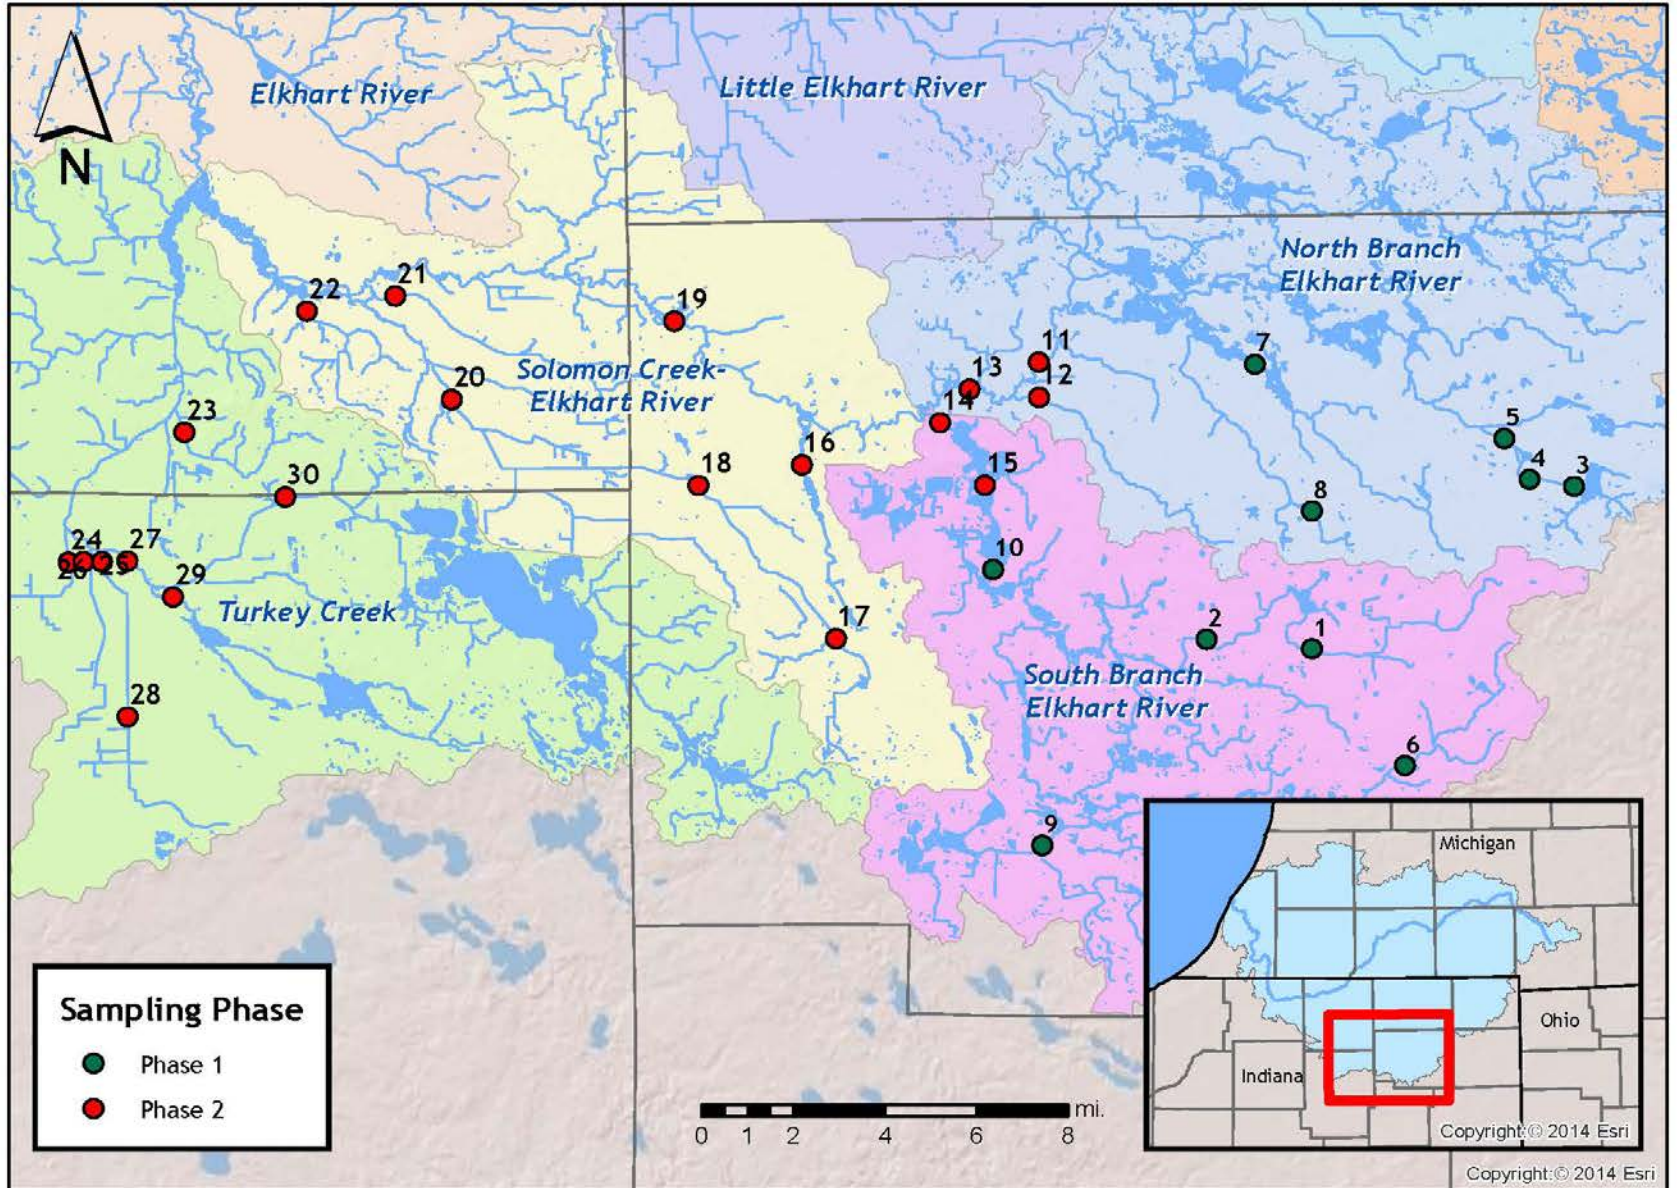 Elkhart River
Little Elkhart River
N
North Branch
Elkhart River
22
21
19
11
7
13
12
20
Solomon Creek-
Elkhart River
14
23
5
16
18
15
4
3
30
8
24
27
10
26
25
29
Turkey Creek
17
2
1
South Branch
Elkhart River
28
6
9
Michigan
Ohio
Indiana
Copyright:© 2014 Esri
Sampling Phase
Phase 1
Phase 2
mi.
0 1 2 4 6 8
Copyright:© 2014 Esri